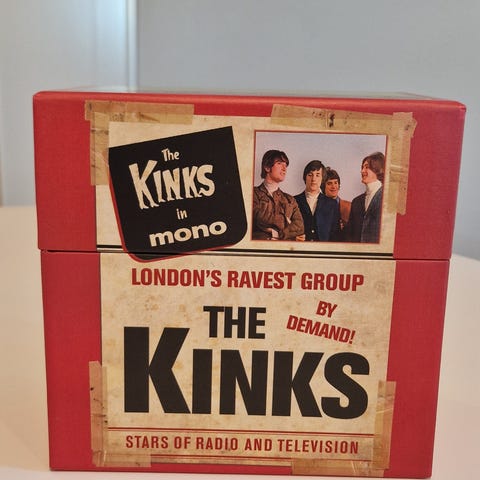 The
KINKS
in
mono
LONDON'S RAVEST GROUP
BY
DEMAND!
THE
KINKS
STARS OF RADIO AND TELEVISION